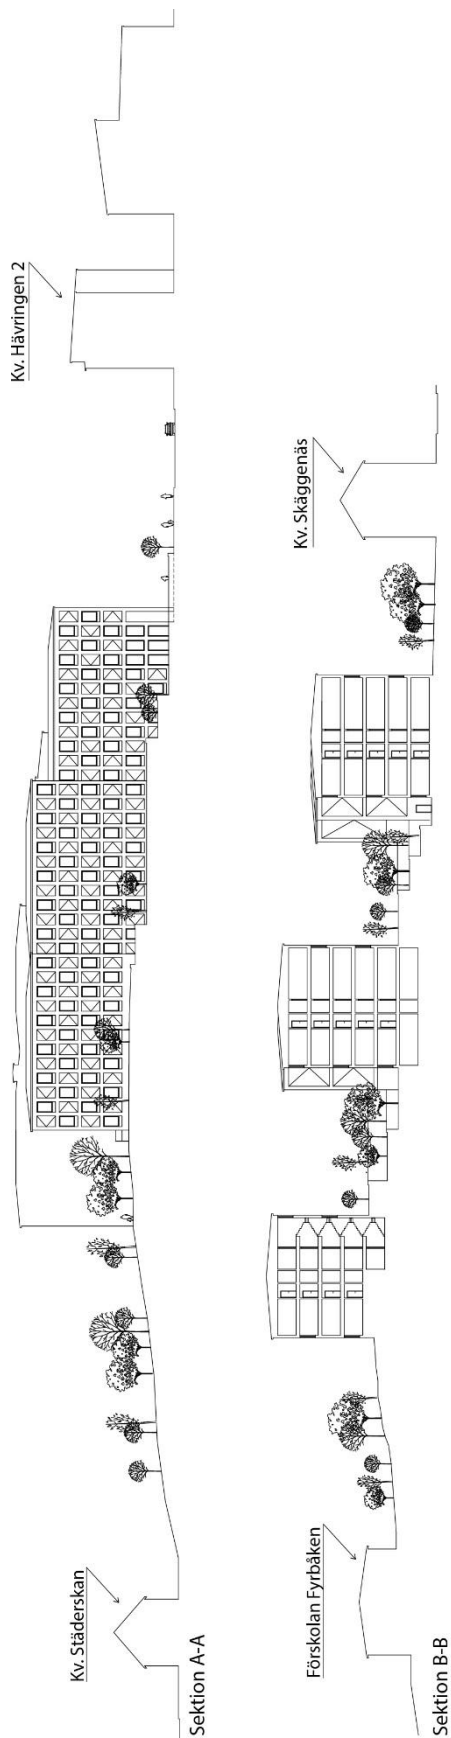 Kv. Städerskan
Kv. Hävringen 2
Sektion A-A
Förskolan Fyrbåken
Kv. Skäggenäs
Sektion B-B